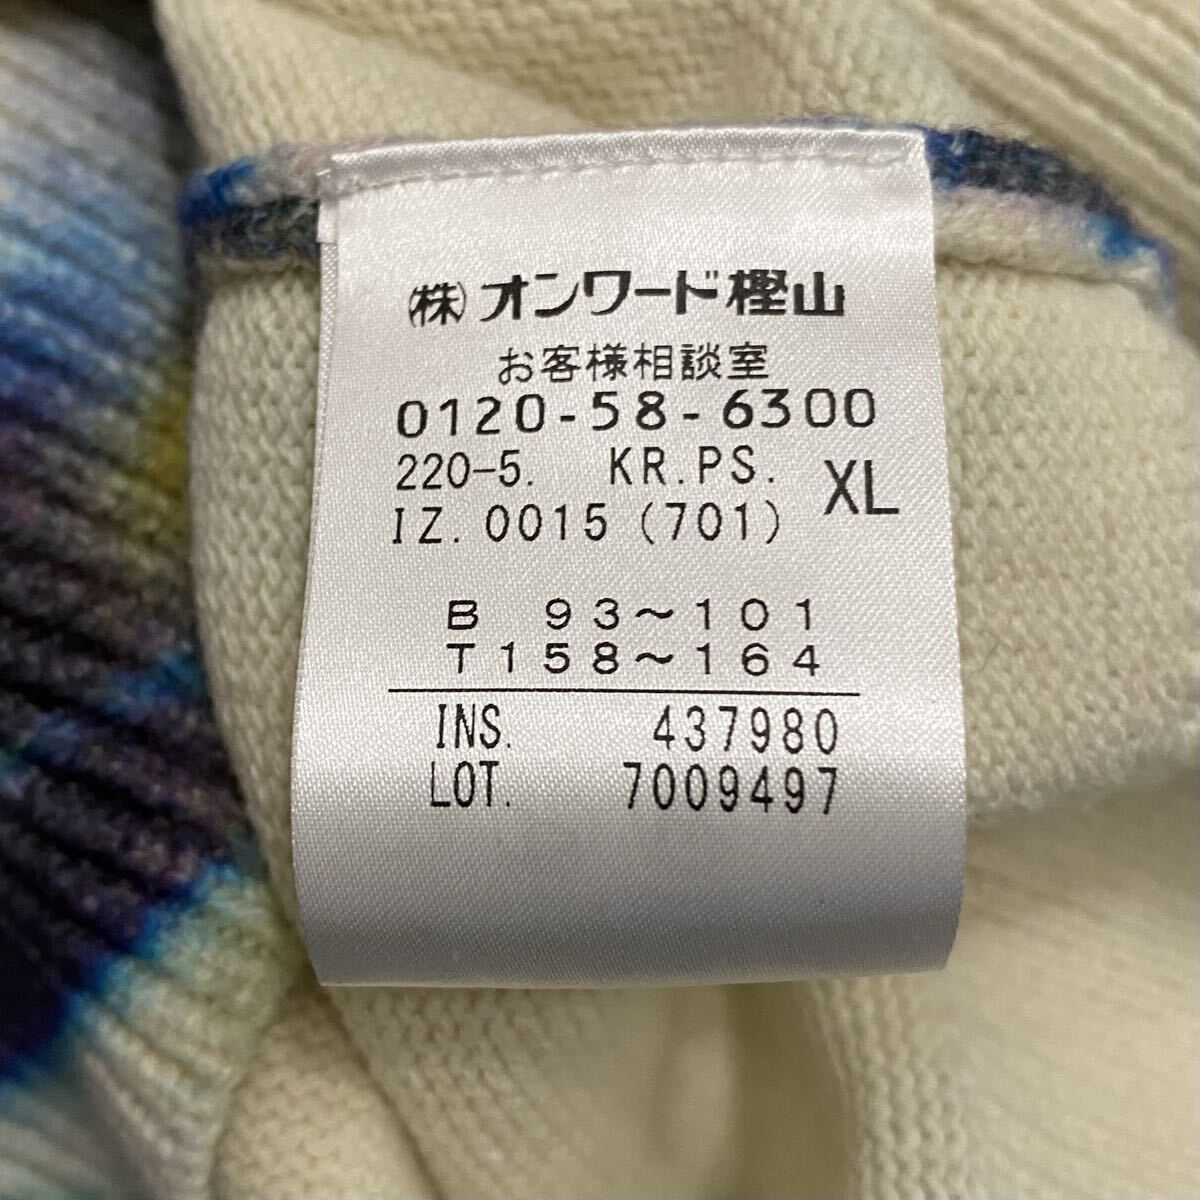 (株)オンワード樫山
お客様相談室
0120-58-6300
220-5. KR.PS. XL
IZ.0015(701)
B 93～101
T158～164
INS. 437980
LOT. 7009497